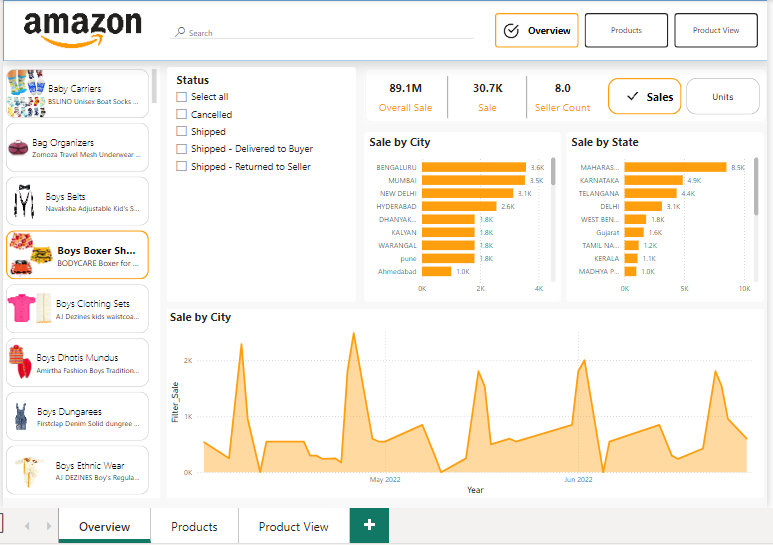 amazon
Search
Overview
Products
Product View
Baby Carriers
BSLINO Unisex Boat Socks ...
Bag Organizers
Zomoza Travel Mesh Underwear ...
Boys Belts
Navaksha Adjustable Kid's S...
Boys Boxer Sh...
BODYCARE Boxer for ...
Boys Clothing Sets
AJ Dezines kids waistcoa...
Boys Dhotis Mundus
Amirtha Fashion Boys Tradition...
Boys Dungarees
Firstclap Denim Solid dungree ...
Boys Ethnic Wear
AJ DEZINES Boy's Regula...
Status
Select all
Cancelled
Shipped
Shipped - Delivered to Buyer
Shipped - Returned to Seller
89.1M
Overall Sale
30.7K
Sale
8.0
Seller Count
Sales
Units
Sale by City
BENGALURU 3.6K
MUMBAI 3.5K
NEW DELHI 3.1K
HYDERABAD 2.6K
DHANYAK... 1.8K
KALYAN 1.8K
WARANGAL 1.8K
pune 1.8K
Ahmedabad 1.0K
0K 2K 4K
Sale by State
MAHARAS... 8.5K
KARNATAKA 4.9K
TELANGANA 4.4K
DELHI 3.1K
WEST BEN... 1.8K
Gujarat 1.6K
TAMIL NA... 1.2K
KERALA 1.1K
MADHYA P... 1.0K
0K 5K 10K
Sale by City
Filter_Sale
2K
1K
0K
May 2022
Jun 2022
Year
Overview
Products
Product View
+